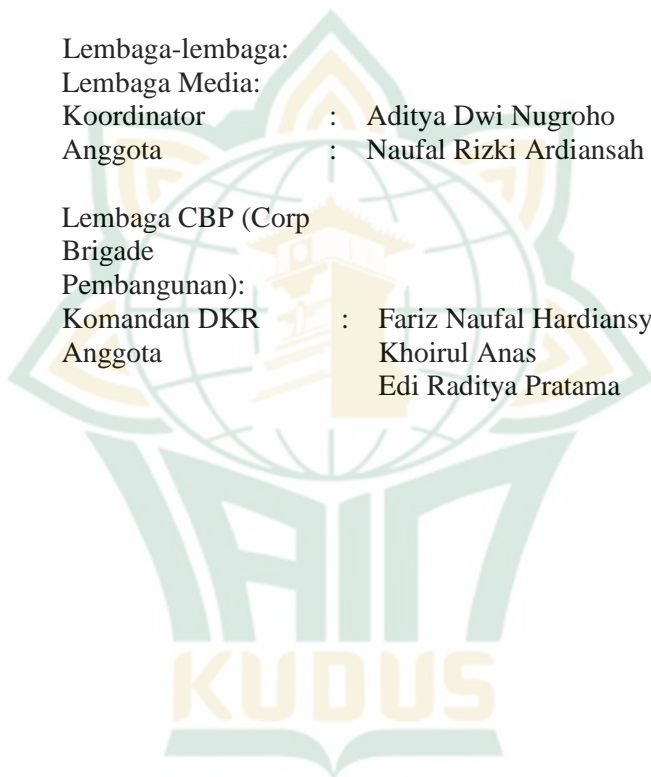 Lembaga-lembaga:
Lembaga Media:
Koordinator : Aditya Dwi Nugroho
Anggota : Naufal Rizki Ardiansah
Lembaga CBP (Corp
Brigade
Pembangunan):
Komandan DKR : Fariz Naufal Hardiansy
Anggota Khoirul Anas
Edi Raditya Pratama
IAIN
KUDUS